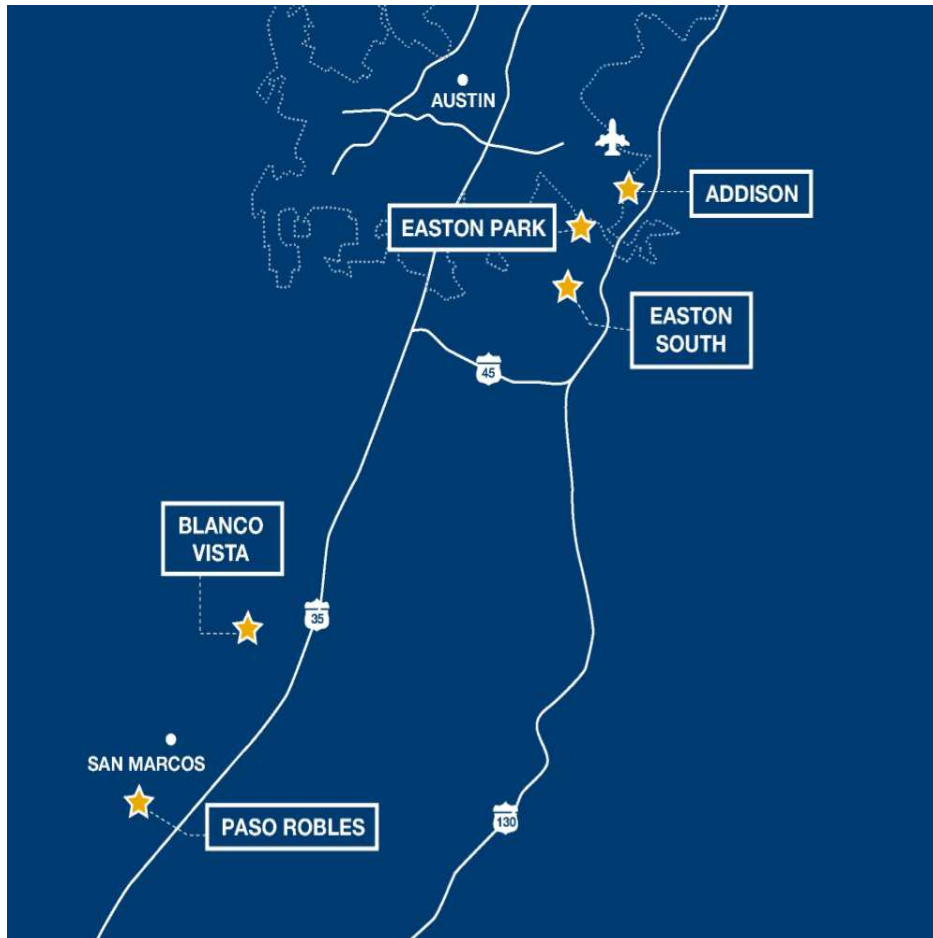 AUSTIN
ADDISON
EASTON PARK
EASTON
SOUTH
45
BLANCO
VISTA
35
SAN MARCOS
PASO ROBLES
130